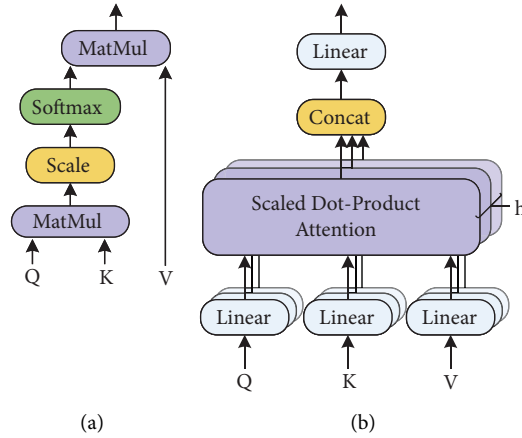 MatMul
Softmax
Scale
MatMul
Q K V
(a)
Linear
Concat
Scaled Dot-Product
Attention
h
Linear Linear Linear
Q K V
(b)